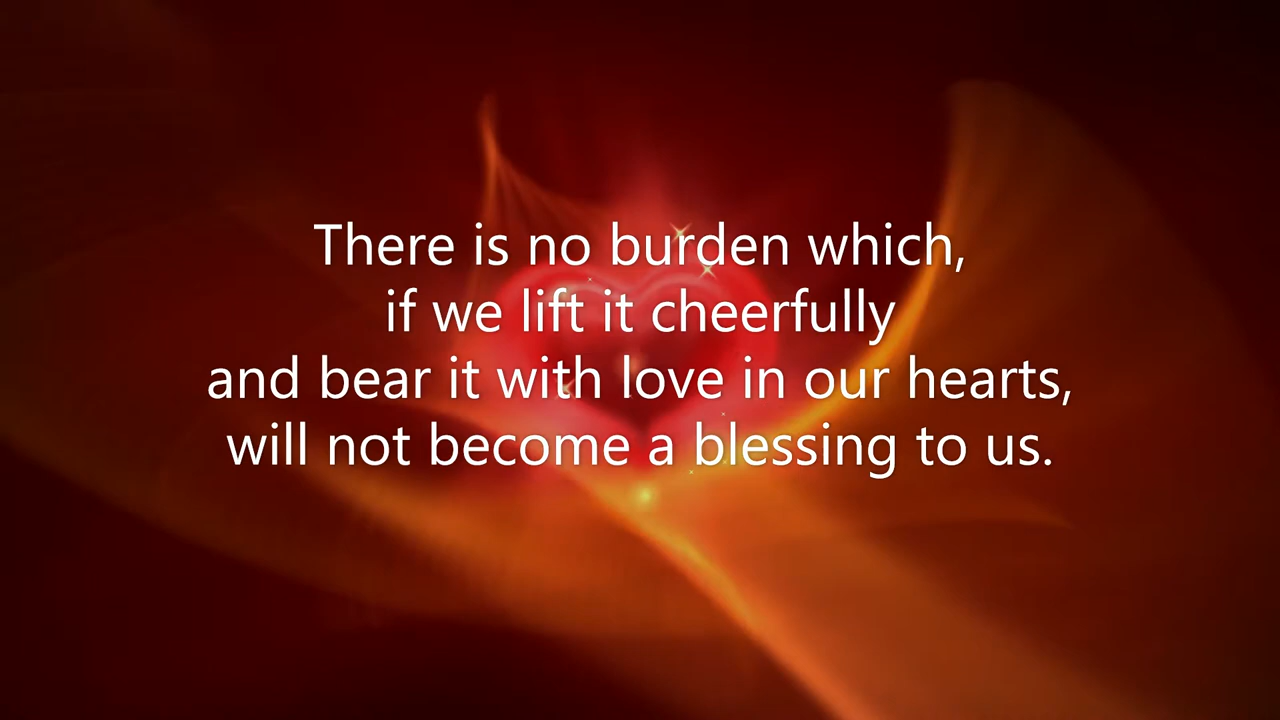 There is no burden which,
if we lift it cheerfully
and bear it with love in our hearts,
will not become a blessing to us.